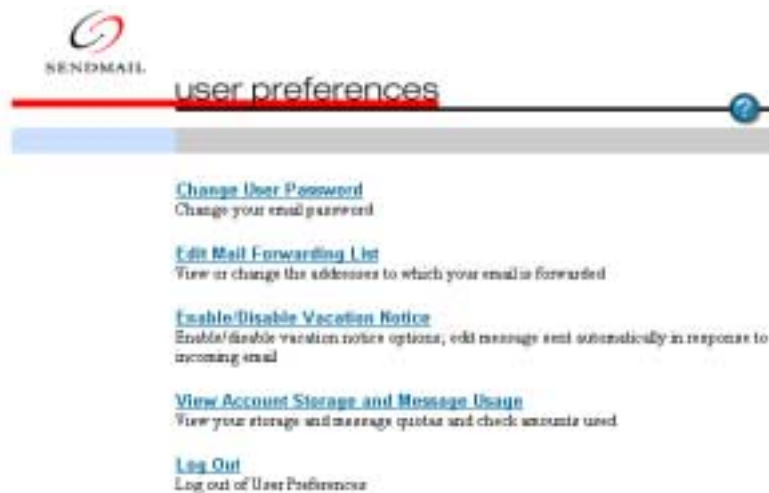 SENDMAIL
user preferences
?
Change User Password
Change your email password
Edit Mail Forwarding List
View or change the addresses to which your email is forwarded
Enable/Disable Vacation Notice
Enable/disable vacation notice options; edit message sent automatically in response to
incoming email
View Account Storage and Message Usage
View your storage and message quotas and check amounts used
Log Out
Log out of User Preferences